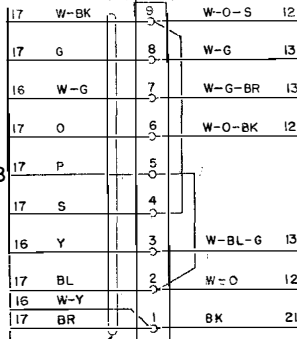 17 W-BK 9 W-O-S 12
17 G 8 W-G 13
16 W-G 7 W-G-BR 13
17 O 6 W-O-BK 12
17 P 5
17 S 4
16 Y 3 W-BL-G 13
17 BL 2 W-O 12
16 W-Y
17 BR 1 BK 21